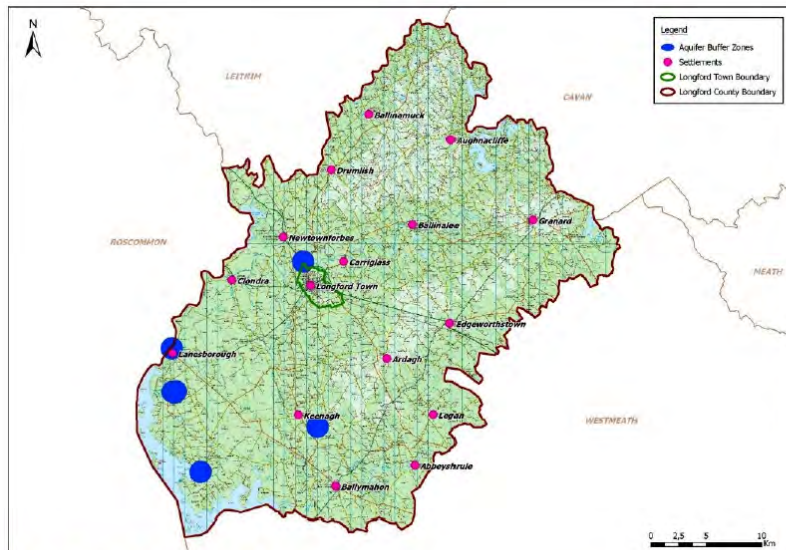 N
Legend
Aquifer Buffer Zones
Settlements
Longford Town Boundary
Longford County Boundary
LEITRIM
CAVAN
Ballinamuck
Aughnacliffe
Drumlish
Granard
Ballinalee
ROSCOMMON
Newtownforbes
Carriglass
MEATH
Clondra
Longford Town
Edgeworthstown
Lanesborough
Ardagh
Keenagh
Legan
WESTMEATH
Abbeyshrule
Ballymahon
0 2,5 5 10
Km